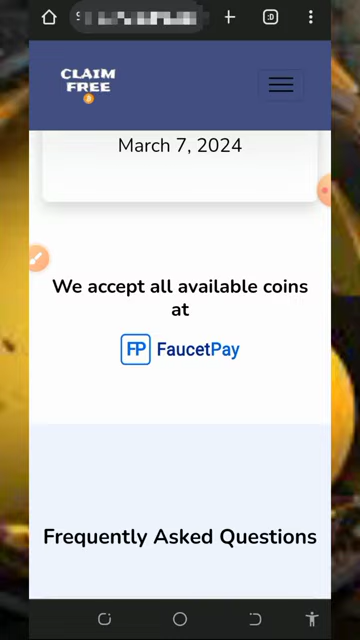 :D
CLAIM
FREE
March 7, 2024
We accept all available coins
at
FP FaucetPay
Frequently Asked Questions